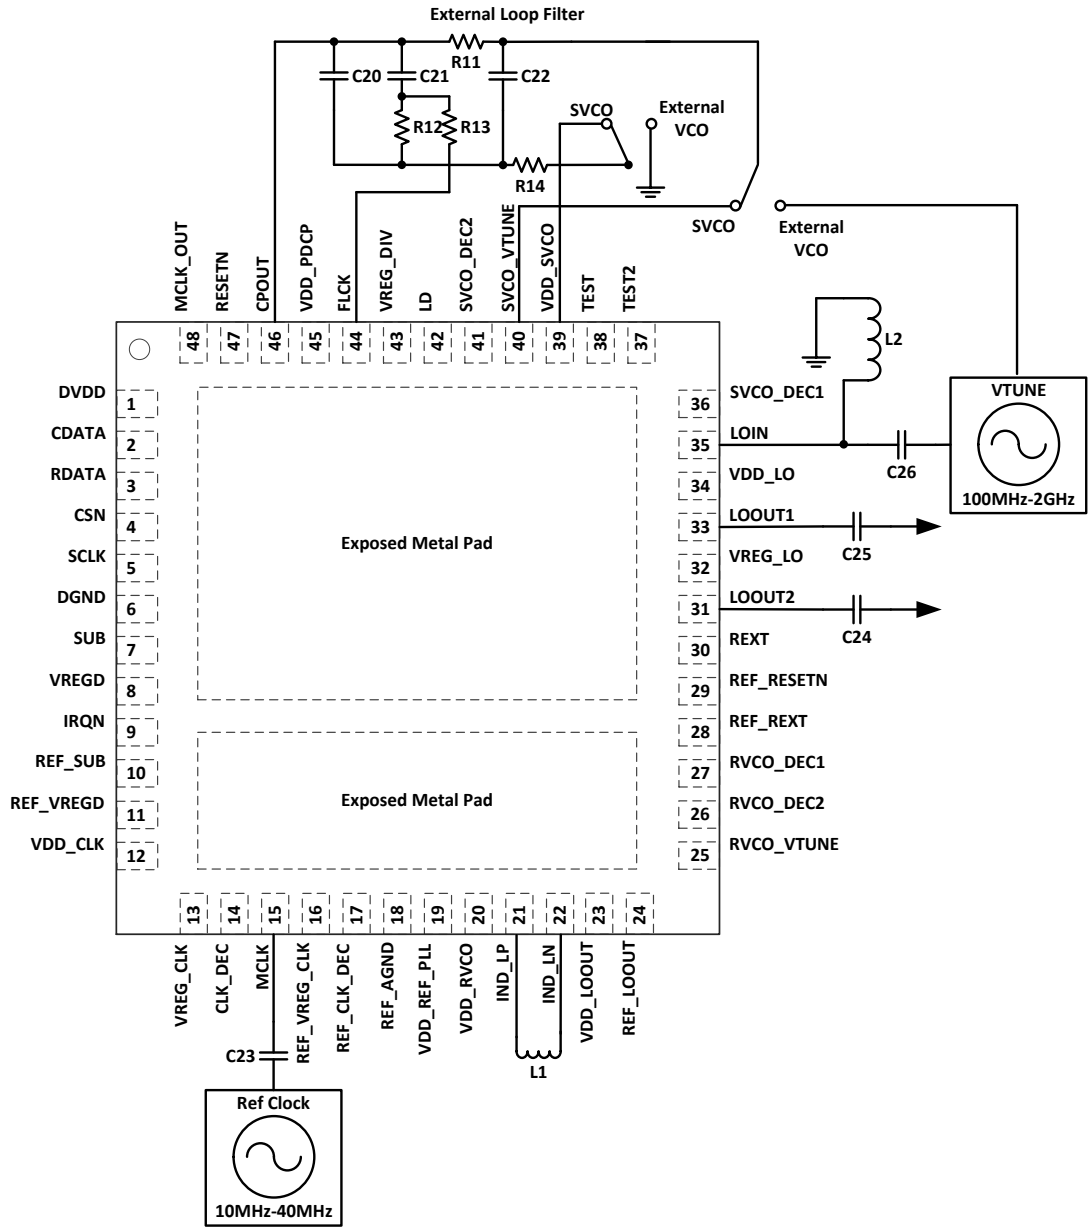 External Loop Filter
R11
C20
C21
C22
R12
R13
SVCO
External
VCO
R14
SVCO
External
VCO
MCLK_OUT
RESETN
CPOUT
VDD_PDCP
FLCK
VREG_DIV
LD
SVCO_DEC2
SVCO_VTUNE
VDD_SVCO
TEST
TEST2
48
47
46
45
44
43
42
41
40
39
38
37
L2
DVDD
1
CDATA
2
RDATA
3
CSN
4
SCLK
5
DGND
6
SUB
7
VREGD
8
IRQN
9
REF_SUB
10
REF_VREGD
11
VDD_CLK
12
Exposed Metal Pad
Exposed Metal Pad
36
SVCO_DEC1
35
LOIN
34
VDD_LO
33
LOOUT1
32
VREG_LO
31
LOOUT2
30
REXT
29
REF_RESETN
28
REF_REXT
27
RVCO_DEC1
26
RVCO_DEC2
25
RVCO_VTUNE
C26
VTUNE
100MHz-2GHz
C25
C24
13
14
15
16
17
18
19
20
21
22
23
24
VREG_CLK
CLK_DEC
MCLK
REF_VREG_CLK
REF_CLK_DEC
REF_AGND
VDD_REF_PLL
VDD_RVCO
IND_LP
IND_LN
VDD_LOOUT
REF_LOOUT
C23
L1
Ref Clock
10MHz-40MHz